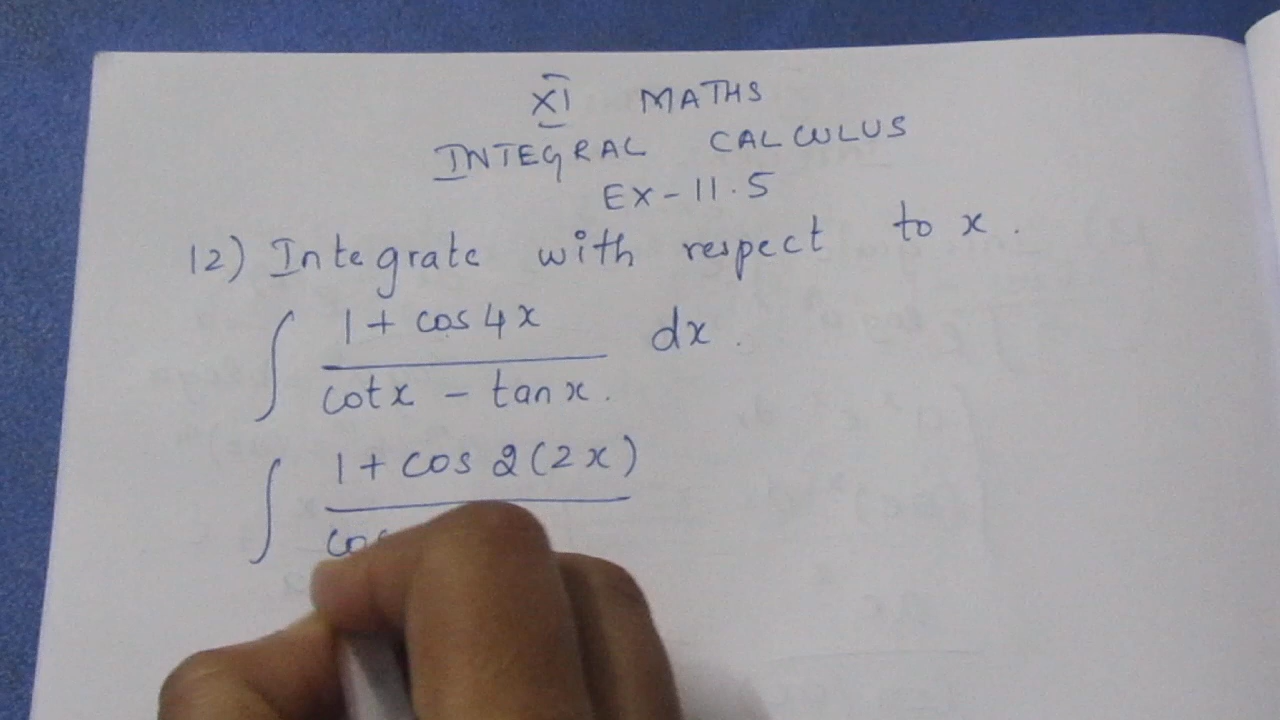 XI MATHS
INTEGRAL CALCULUS
EX-11.5
12) Integrate with respect to x.
∫ (1 + cos 4x) / (cot x - tan x) dx.
∫ (1 + cos 2(2x)) / cos